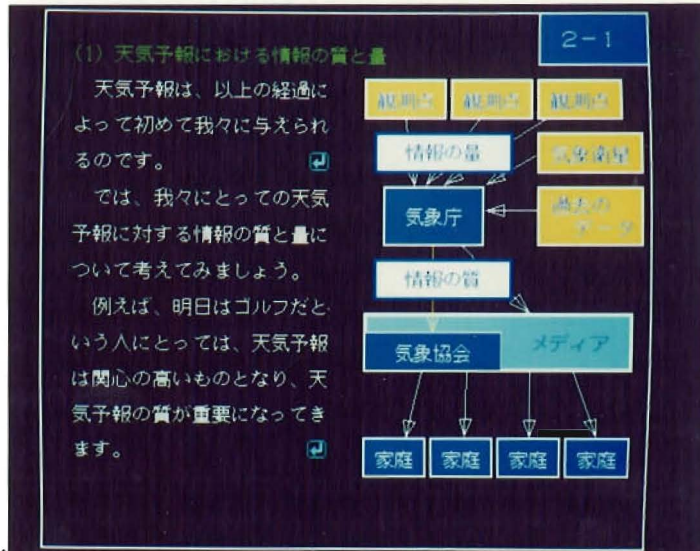 2-1
(1) 天気予報における情報の質と量
天気予報は、以上の経過に
よって初めて我々に与えられ
るのです。
では、我々にとっての天気
予報に対する情報の質と量に
ついて考えてみましょう。
例えば、明日はゴルフだと
いう人にとっては、天気予報
は関心の高いものとなり、天
気予報の質が重要になってき
ます。
観測点 観測点 観測点
情報の量
気象衛星
気象庁
過去の
データ
情報の質
メディア
気象協会
家庭 家庭 家庭 家庭